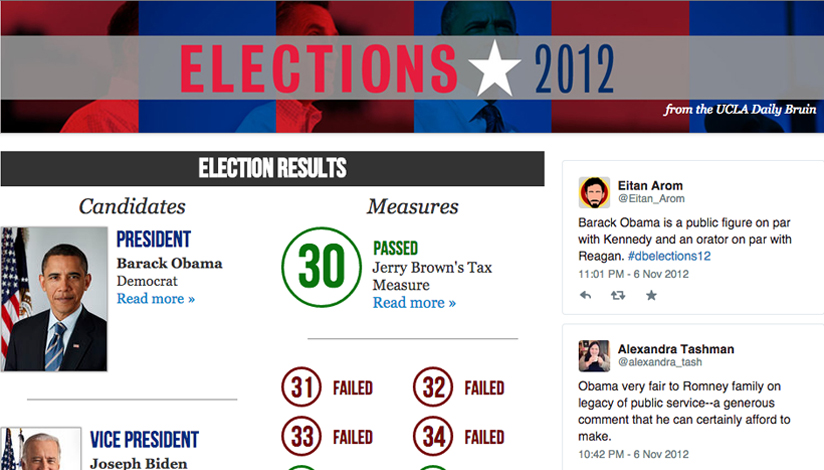 ELECTIONS 2012
from the UCLA Daily Bruin
ELECTION RESULTS
Candidates
PRESIDENT
Barack Obama
Democrat
Read more »
VICE PRESIDENT
Joseph Biden
Measures
30
PASSED
Jerry Brown's Tax
Measure
Read more »
31 FAILED
32 FAILED
33 FAILED
34 FAILED
Eitan Arom
@Eitan_Arom
Barack Obama is a public figure on par
with Kennedy and an orator on par with
Reagan. #dbelections12
11:01 PM - 6 Nov 2012
Alexandra Tashman
@alexandra_tash
Obama very fair to Romney family on
legacy of public service--a generous
comment that he can certainly afford to
make.
10:42 PM - 6 Nov 2012